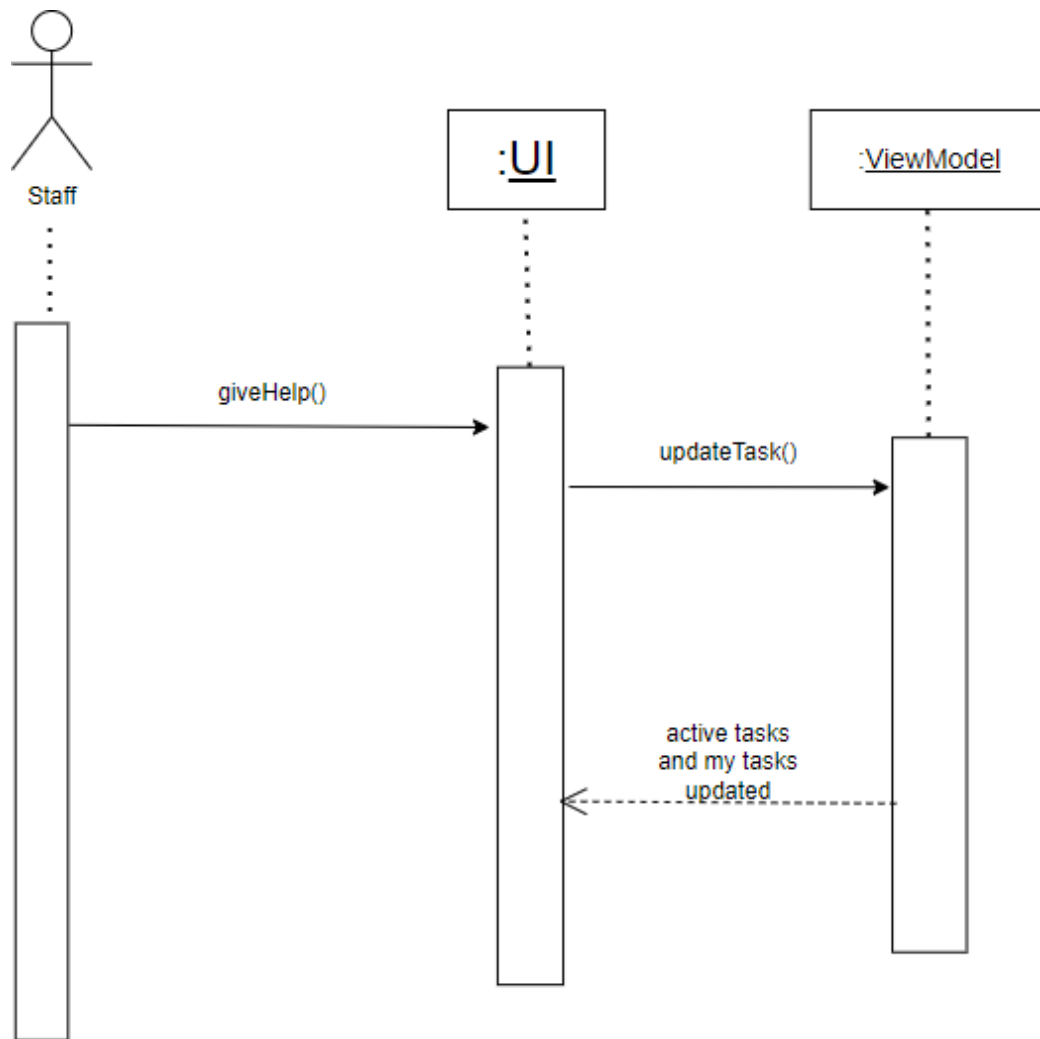 Staff
:UI
:ViewModel
giveHelp()
updateTask()
active tasks
and my tasks
updated